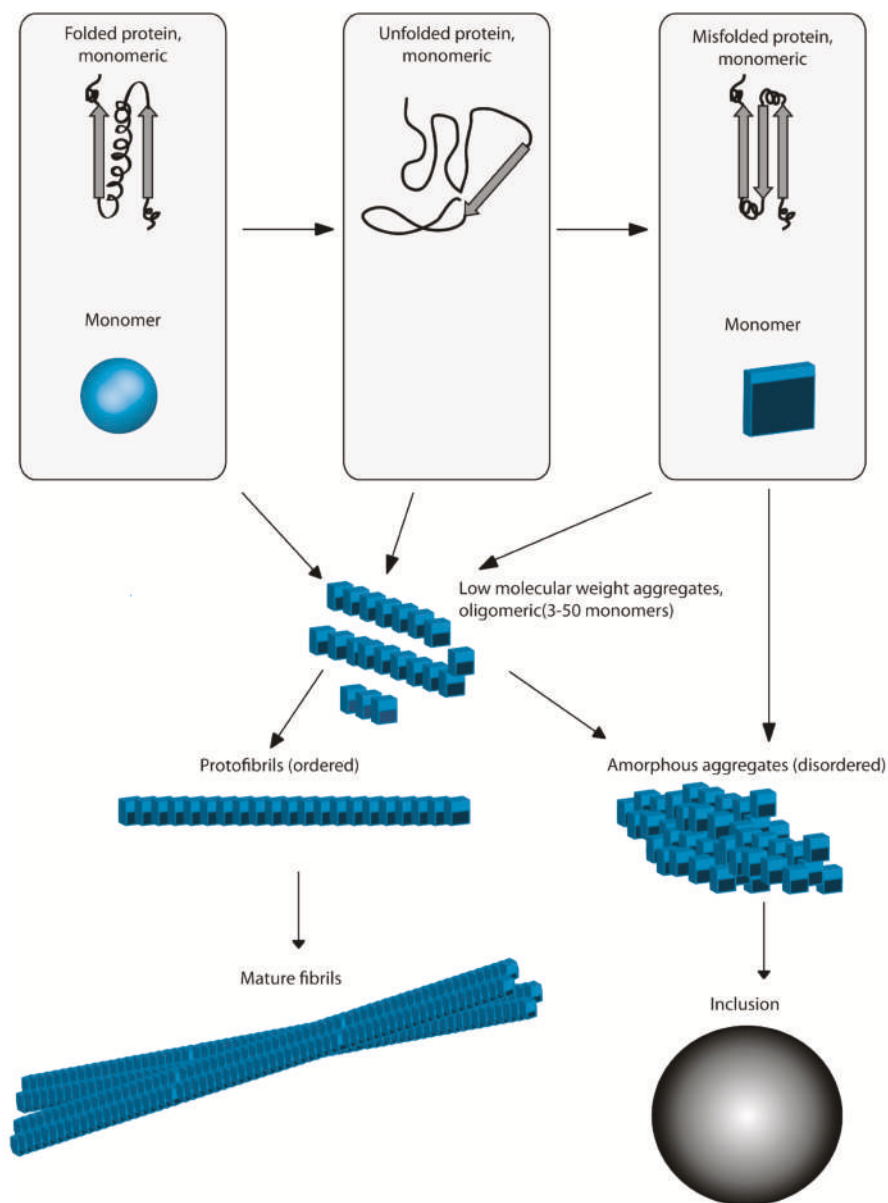 Folded protein,
monomeric
Unfolded protein,
monomeric
Misfolded protein,
monomeric
Monomer
Monomer
Low molecular weight aggregates,
oligomeric(3-50 monomers)
Protofibrils (ordered)
Amorphous aggregates (disordered)
Mature fibrils
Inclusion